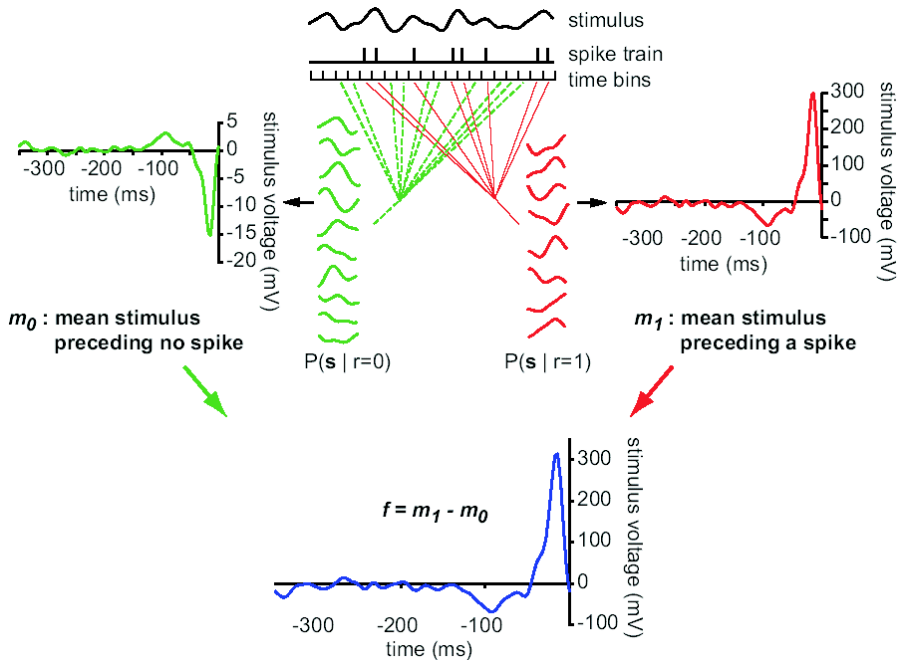 stimulus
spike train
time bins
5
0
-5
-10
-15
-20
stimulus voltage (mV)
-300 -200 -100
time (ms)
300
200
100
0
-100
stimulus voltage (mV)
-300 -200 -100
time (ms)
m0 : mean stimulus
preceding no spike
P(s | r=0)
P(s | r=1)
m1 : mean stimulus
preceding a spike
f = m1 - m0
300
200
100
0
-100
stimulus voltage (mV)
-300 -200 -100
time (ms)